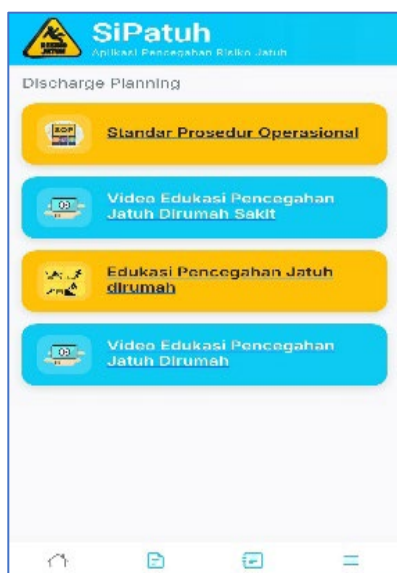 SiPatuh
Aplikasi Pencegahan Risiko Jatuh
Discharge Planning
SOP
Standar Prosedur Operasional
Video Edukasi Pencegahan
Jatuh Dirumah Sakit
Edukasi Pencegahan Jatuh
dirumah
Video Edukasi Pencegahan
Jatuh Dirumah